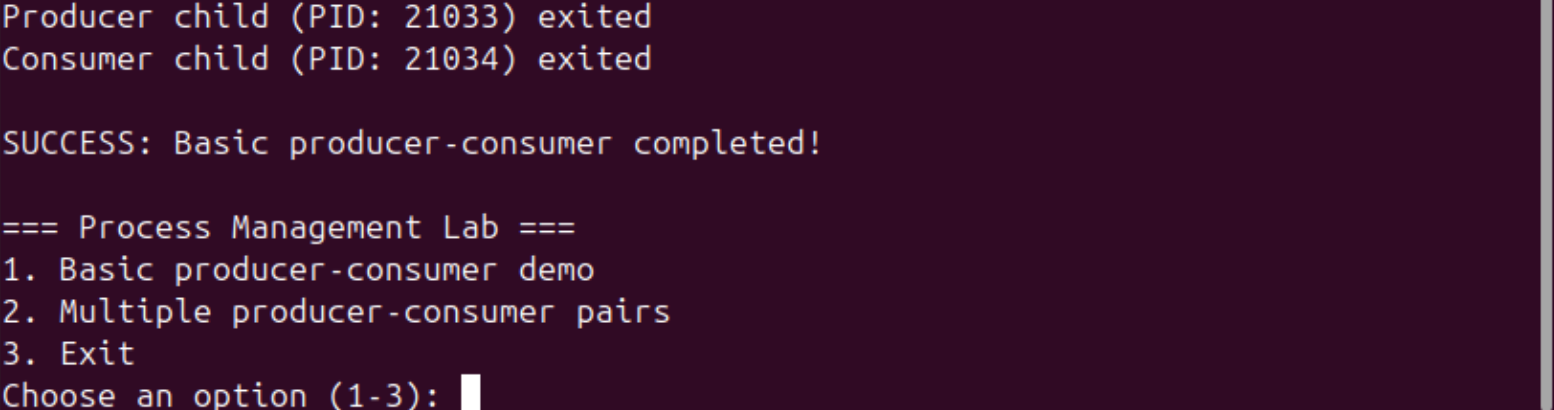 Producer child (PID: 21033) exited
Consumer child (PID: 21034) exited
SUCCESS: Basic producer-consumer completed!
=== Process Management Lab ===
1. Basic producer-consumer demo
2. Multiple producer-consumer pairs
3. Exit
Choose an option (1-3):